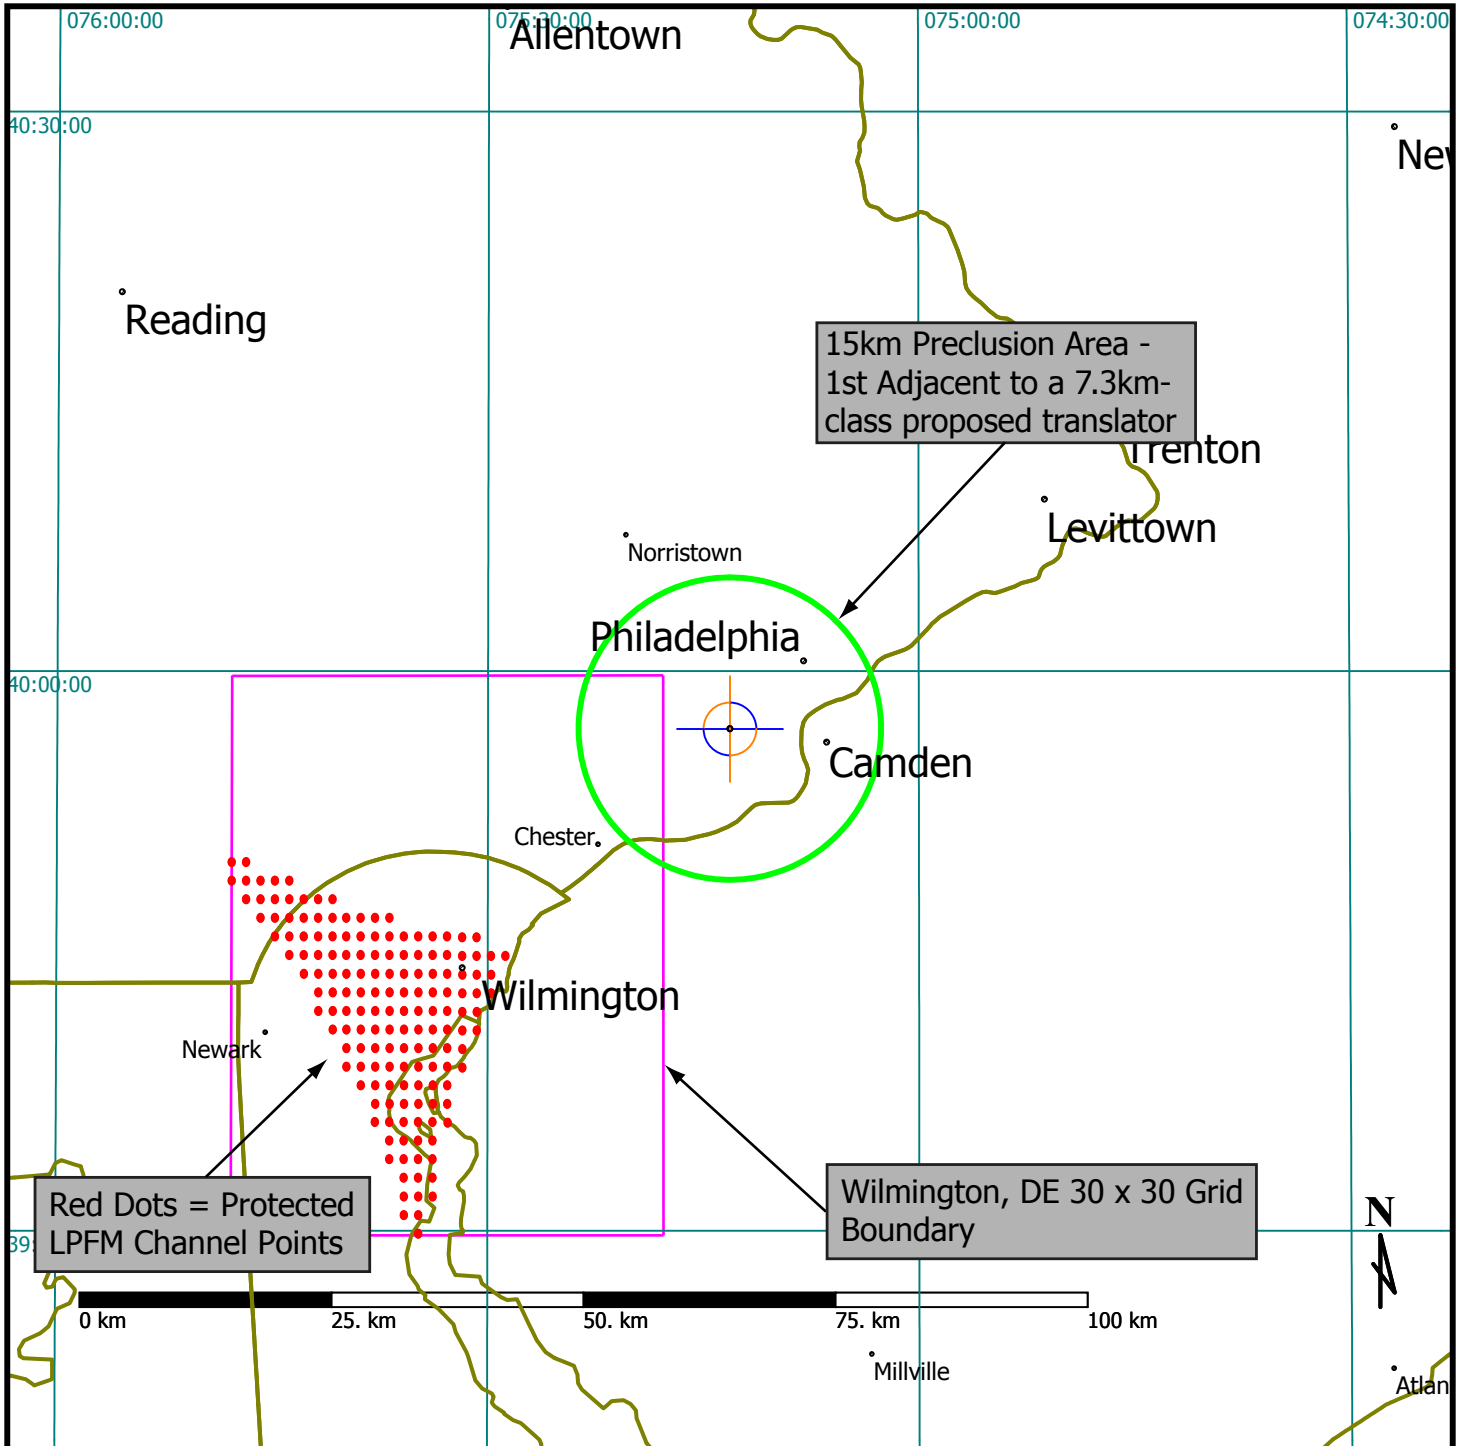 076:00:00
075:30:00
075:00:00
074:30:00
Allentown
40:30:00
Reading
15km Preclusion Area -
1st Adjacent to a 7.3km-
class proposed translator
Trenton
Levittown
Norristown
Philadelphia
40:00:00
Camden
Chester
Wilmington
Newark
Red Dots = Protected
LPFM Channel Points
Wilmington, DE 30 x 30 Grid
Boundary
N
0 km
25. km
50. km
75. km
100 km
Millville
Atlan